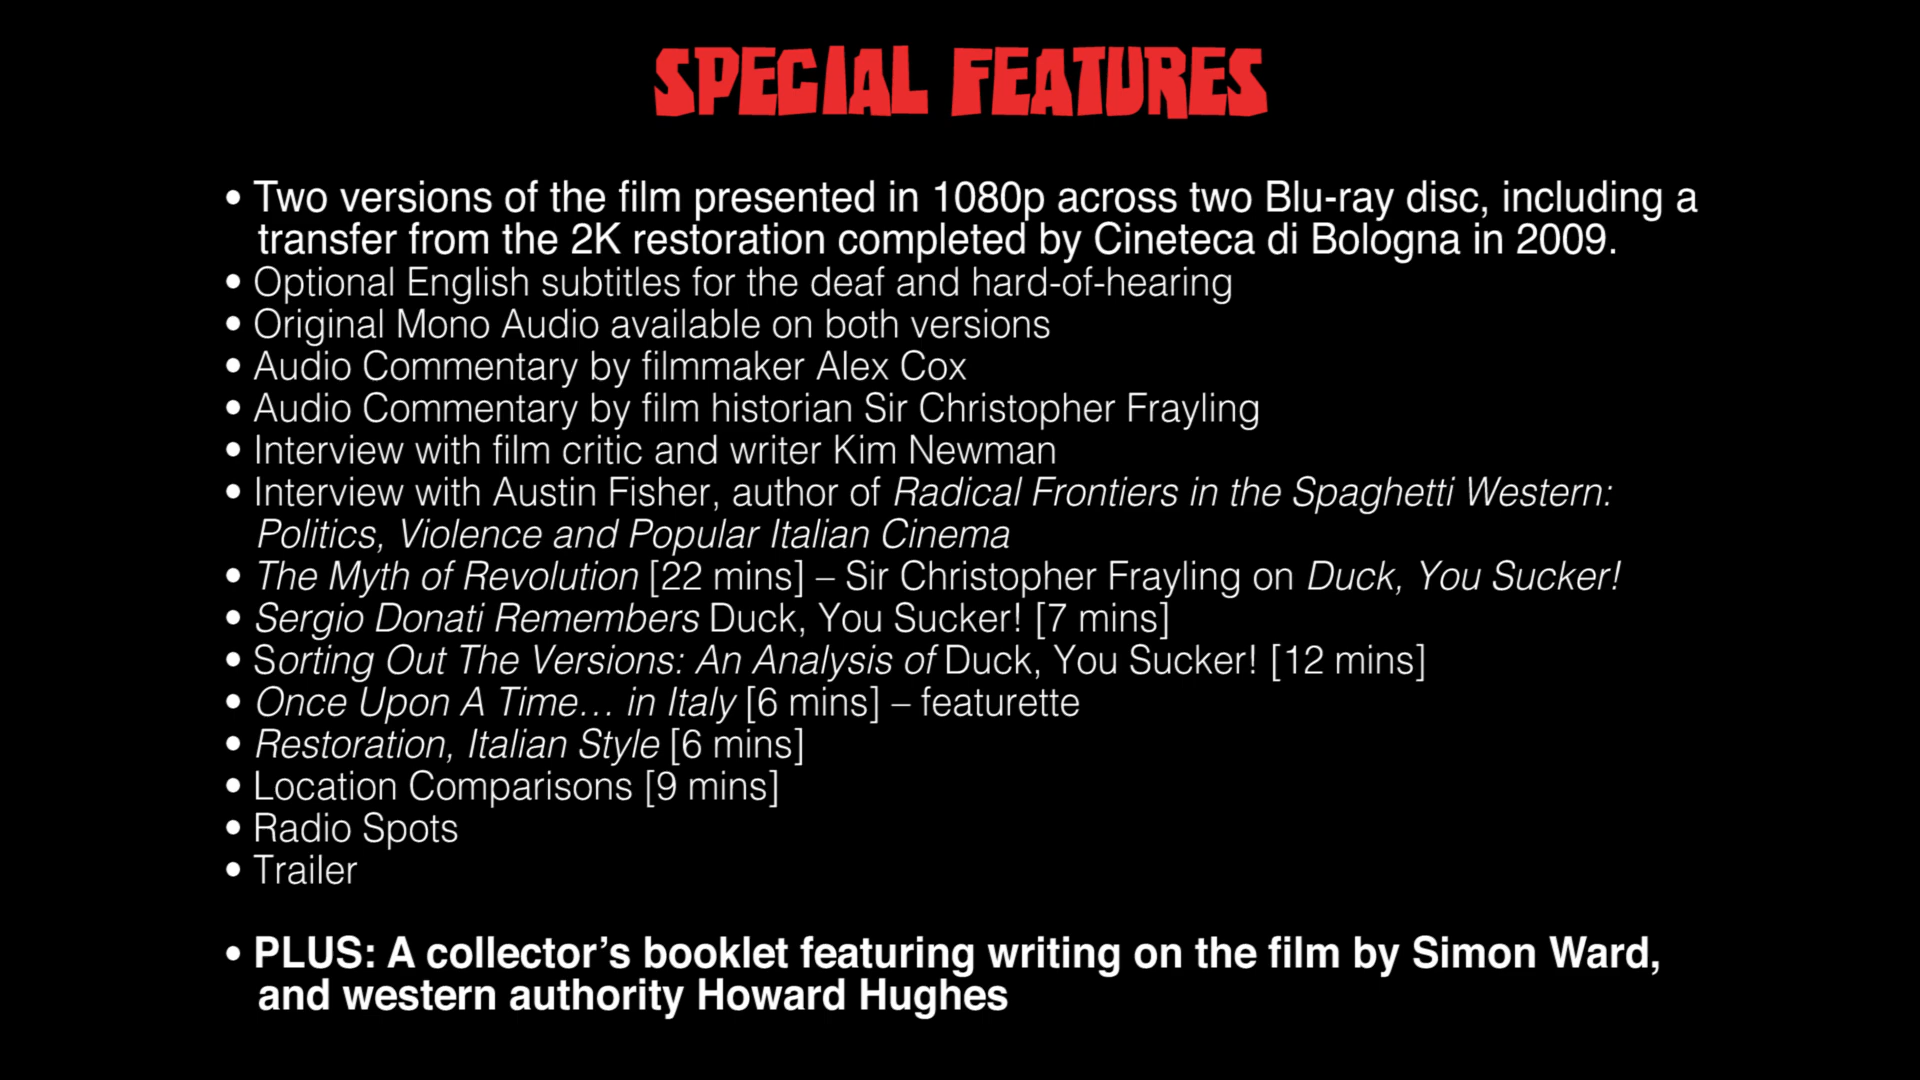 SPECIAL FEATURES
• Two versions of the film presented in 1080p across two Blu-ray disc, including a
transfer from the 2K restoration completed by Cineteca di Bologna in 2009.
• Optional English subtitles for the deaf and hard-of-hearing
• Original Mono Audio available on both versions
• Audio Commentary by filmmaker Alex Cox
• Audio Commentary by film historian Sir Christopher Frayling
• Interview with film critic and writer Kim Newman
• Interview with Austin Fisher, author of Radical Frontiers in the Spaghetti Western:
Politics, Violence and Popular Italian Cinema
• The Myth of Revolution [22 mins] – Sir Christopher Frayling on Duck, You Sucker!
• Sergio Donati Remembers Duck, You Sucker! [7 mins]
• Sorting Out The Versions: An Analysis of Duck, You Sucker! [12 mins]
• Once Upon A Time… in Italy [6 mins] – featurette
• Restoration, Italian Style [6 mins]
• Location Comparisons [9 mins]
• Radio Spots
• Trailer
• PLUS: A collector’s booklet featuring writing on the film by Simon Ward,
and western authority Howard Hughes